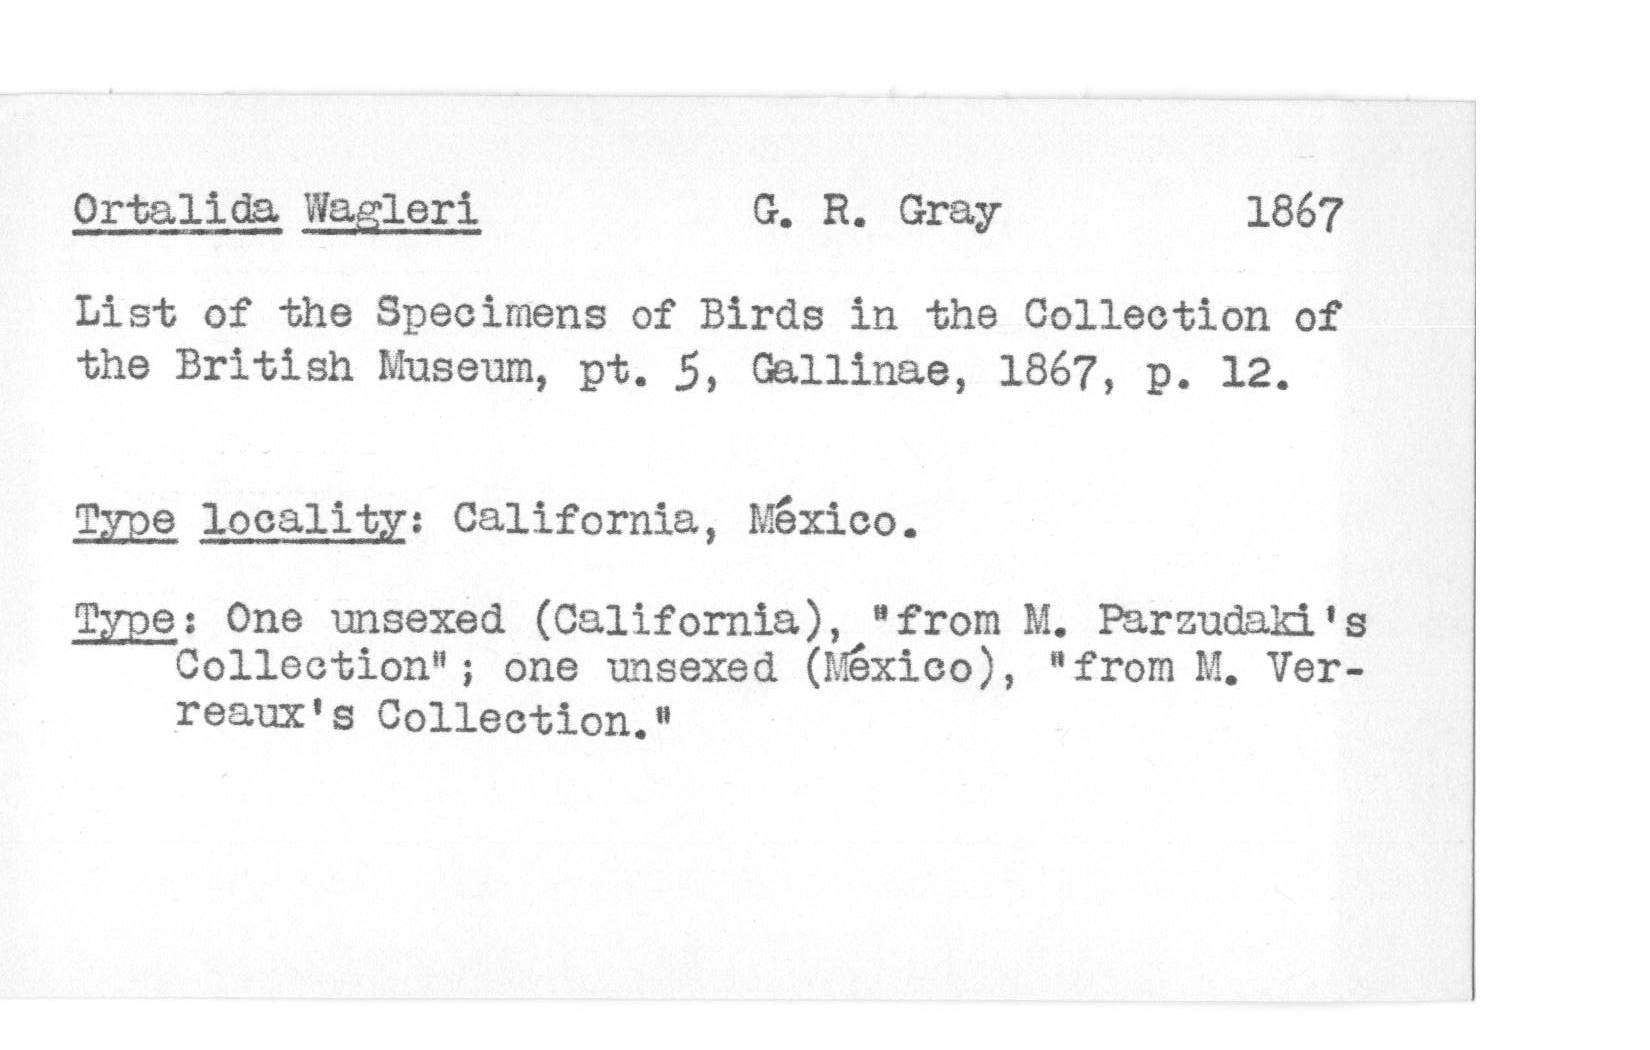 Ortalida Wagleri G. R. Gray 1867
List of the Specimens of Birds in the Collection of
the British Museum, pt. 5, Gallinae, 1867, p. 12.
Type locality: California, México.
Type: One unsexed (California), "from M. Parzudaki's
Collection"; one unsexed (México), "from M. Ver-
reaux's Collection."